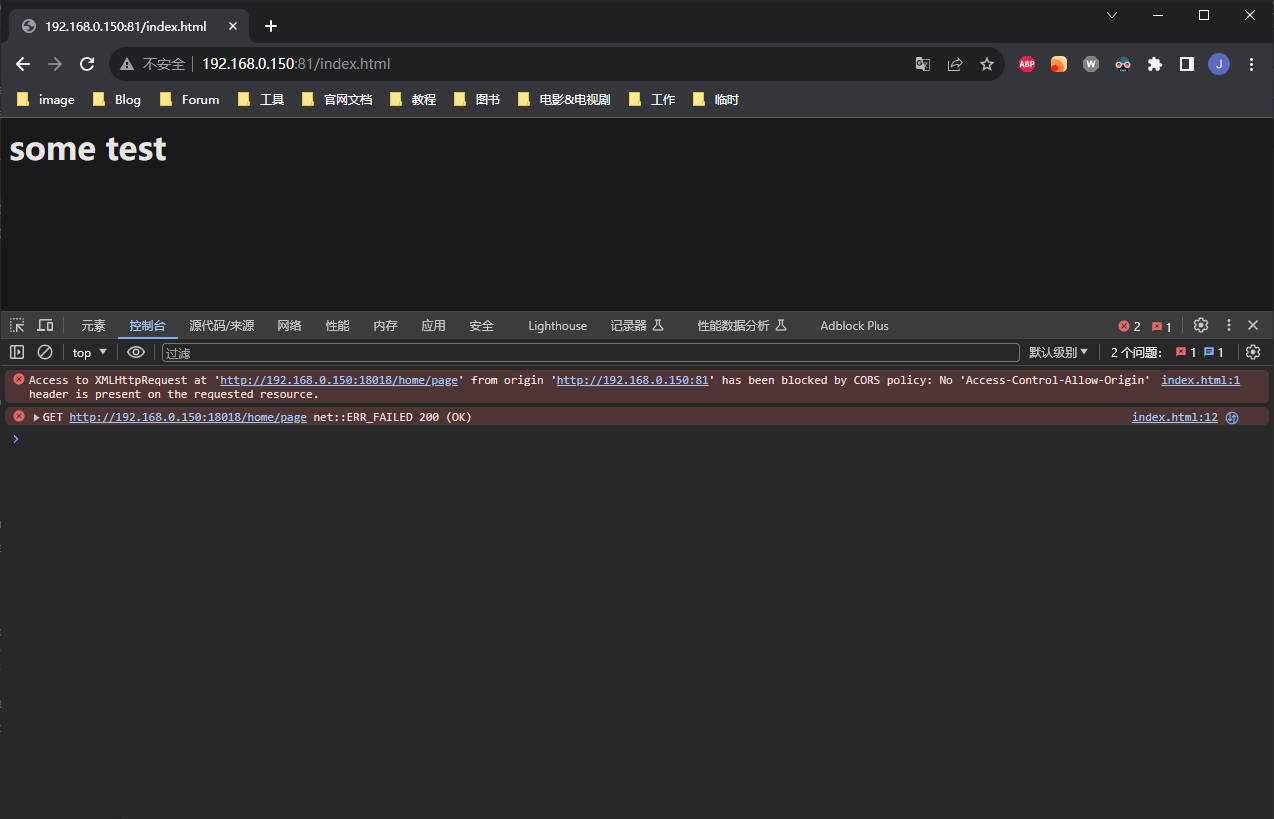 192.168.0.150:81/index.html
不安全 192.168.0.150:81/index.html ABP W J
image Blog Forum 工具 官网文档 教程 图书 电影&电视剧 工作 临时
some test
元素 控制台 源代码/来源 网络 性能 内存 应用 安全 Lighthouse 记录器 性能数据分析 Adblock Plus 2 1
top 过滤 默认级别 2 个问题: 1 1
Access to XMLHttpRequest at 'http://192.168.0.150:18018/home/page' from origin 'http://192.168.0.150:81' has been blocked by CORS policy: No 'Access-Control-Allow-Origin' index.html:1
header is present on the requested resource.
GET http://192.168.0.150:18018/home/page net::ERR_FAILED 200 (OK) index.html:12